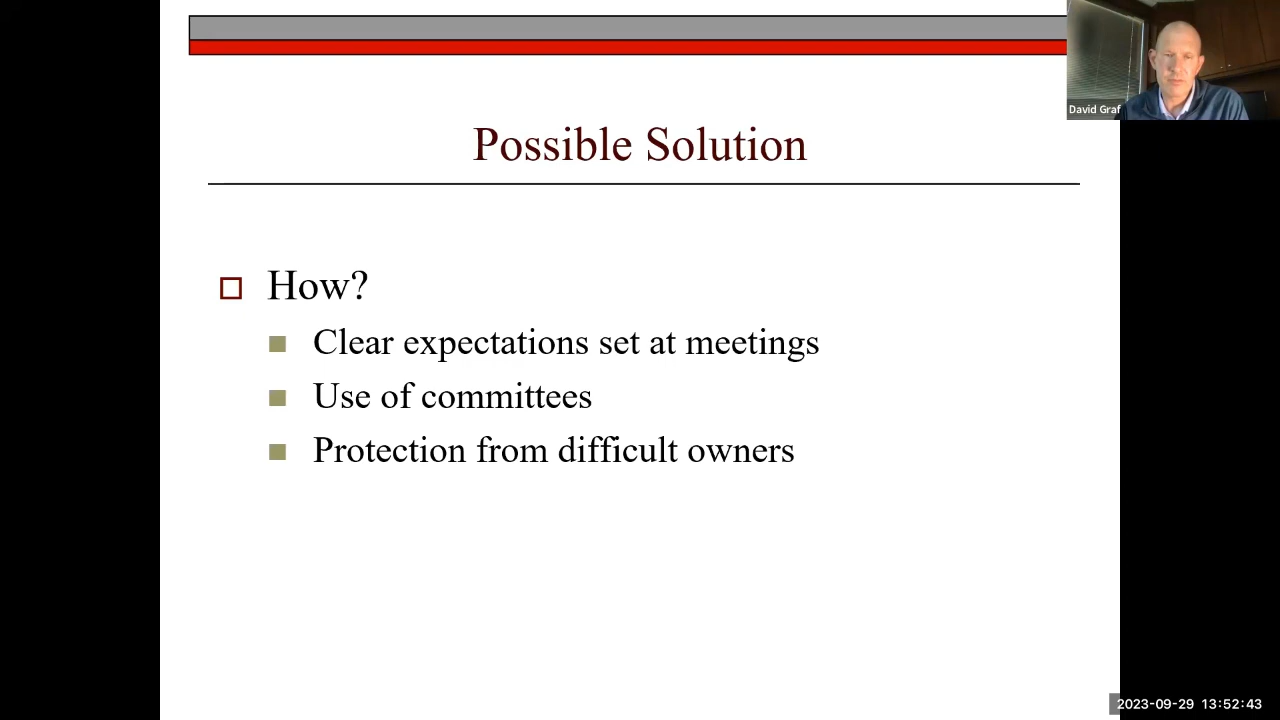 David Graf
Possible Solution
How?
Clear expectations set at meetings
Use of committees
Protection from difficult owners
2023-09-29 13:52:43